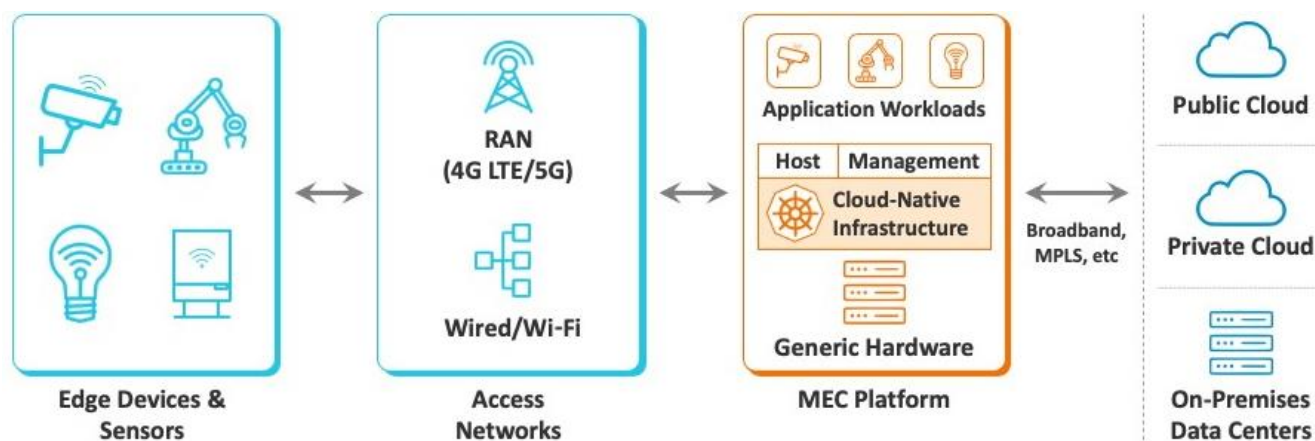 Edge Devices &
Sensors
RAN
(4G LTE/5G)
Wired/Wi-Fi
Access
Networks
Application Workloads
Host
Management
Cloud-Native
Infrastructure
Generic Hardware
MEC Platform
Broadband,
MPLS, etc
Public Cloud
Private Cloud
On-Premises
Data Centers